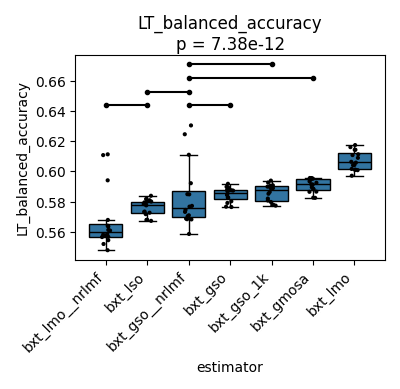 LT_balanced_accuracy
p = 7.38e-12
LT_balanced_accuracy
0.66
0.64
0.62
0.60
0.58
0.56
bxt_lmo__nrlmf
bxt_lso
bxt_gso__nrlmf
bxt_gso
bxt_gso_1k
bxt_gmosa
bxt_lmo
estimator